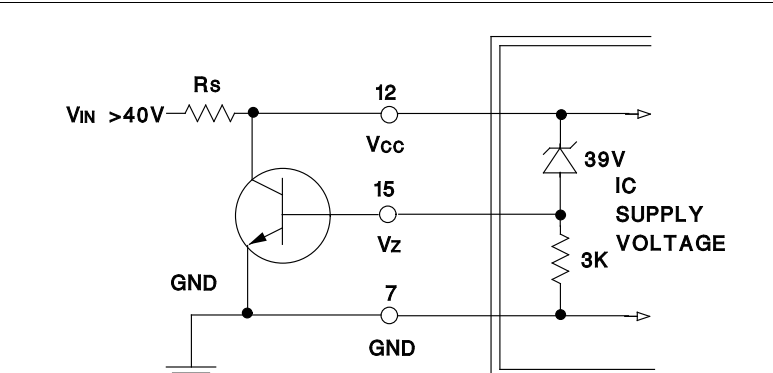 Rs
VIN >40V
12
VCC
39V
IC
SUPPLY
VOLTAGE
15
VZ
3K
GND
7
GND